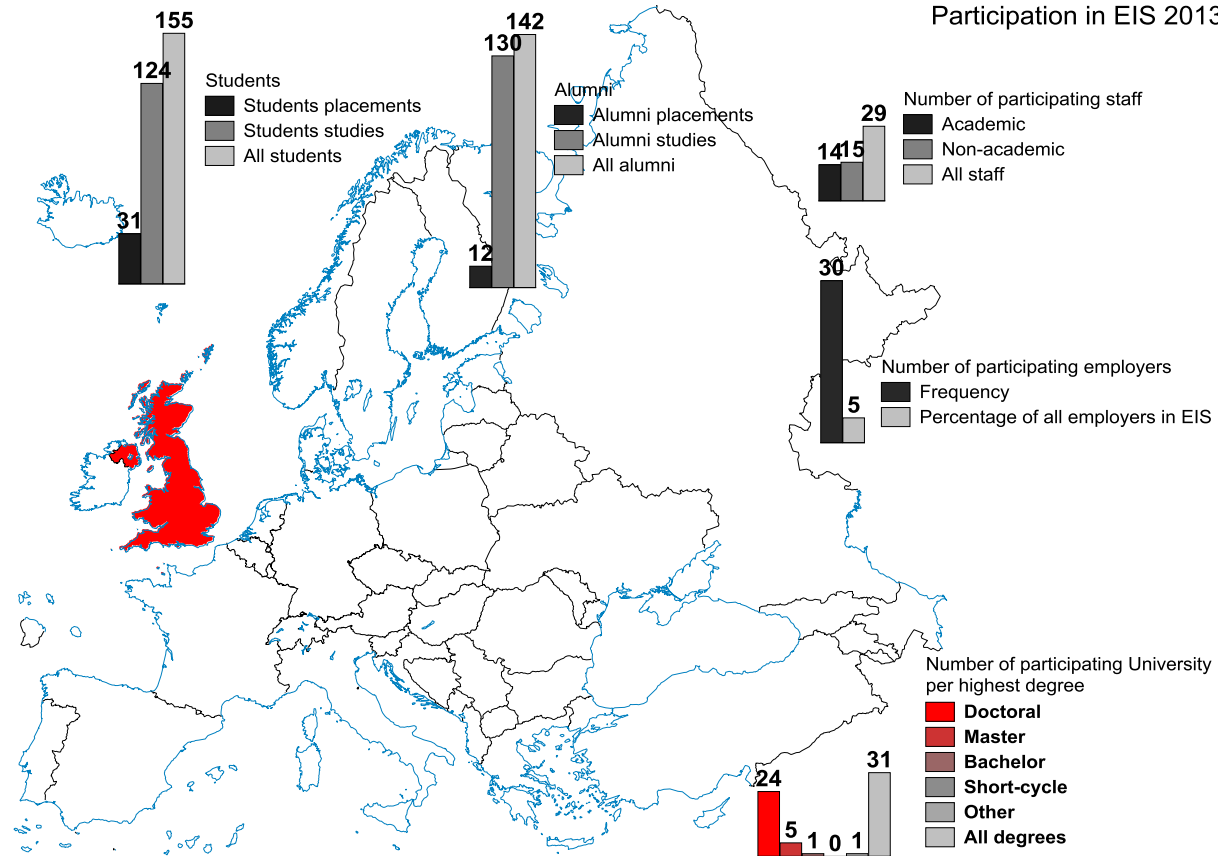 Participation in EIS 2013
155
124
31
Students
Students placements
Students studies
All students
142
130
12
Alumni
Alumni placements
Alumni studies
All alumni
29
14
15
Number of participating staff
Academic
Non-academic
All staff
30
5
Number of participating employers
Frequency
Percentage of all employers in EIS
Number of participating University
per highest degree
Doctoral
Master
Bachelor
Short-cycle
Other
All degrees
24
5
1
0
1
31